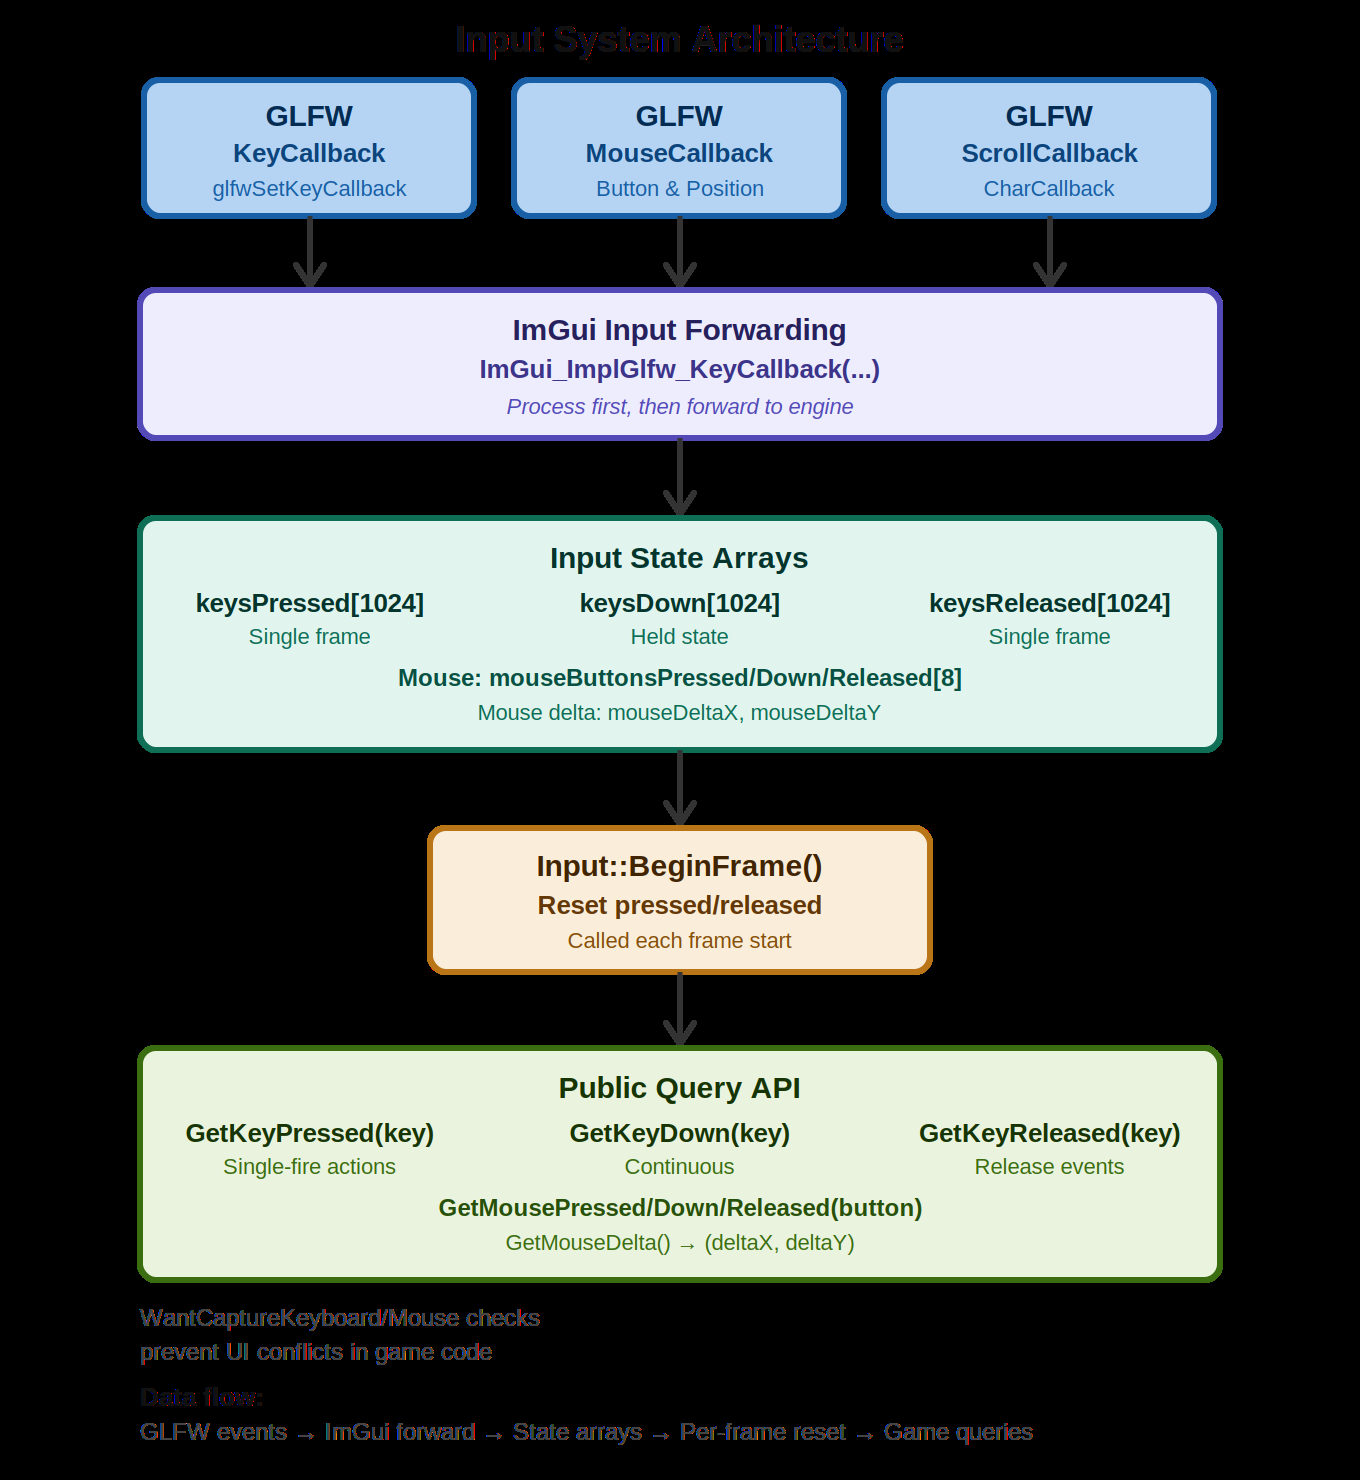 Input System Architecture
GLFW
KeyCallback
glfwSetKeyCallback
GLFW
MouseCallback
Button & Position
GLFW
ScrollCallback
CharCallback
ImGui Input Forwarding
ImGui_ImplGlfw_KeyCallback(...)
Process first, then forward to engine
Input State Arrays
keysPressed[1024] keysDown[1024] keysReleased[1024]
Single frame Held state Single frame
Mouse: mouseButtonsPressed/Down/Released[8]
Mouse delta: mouseDeltaX, mouseDeltaY
Input::BeginFrame()
Reset pressed/released
Called each frame start
Public Query API
GetKeyPressed(key) GetKeyDown(key) GetKeyReleased(key)
Single-fire actions Continuous Release events
GetMousePressed/Down/Released(button)
GetMouseDelta() → (deltaX, deltaY)
WantCaptureKeyboard/Mouse checks
prevent UI conflicts in game code
Data flow:
GLFW events → ImGui forward → State arrays → Per-frame reset → Game queries